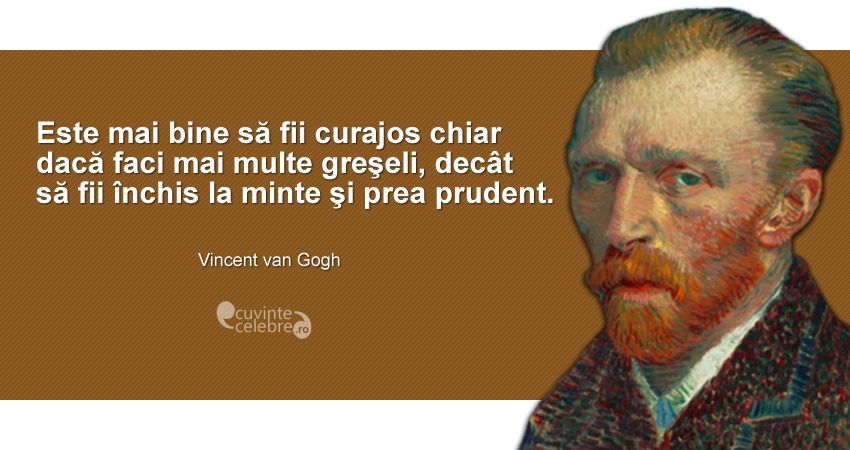 Este mai bine să fii curajos chiar
dacă faci mai multe greşeli, decât
să fii închis la minte şi prea prudent.
Vincent van Gogh
cuvinte
celebre.ro